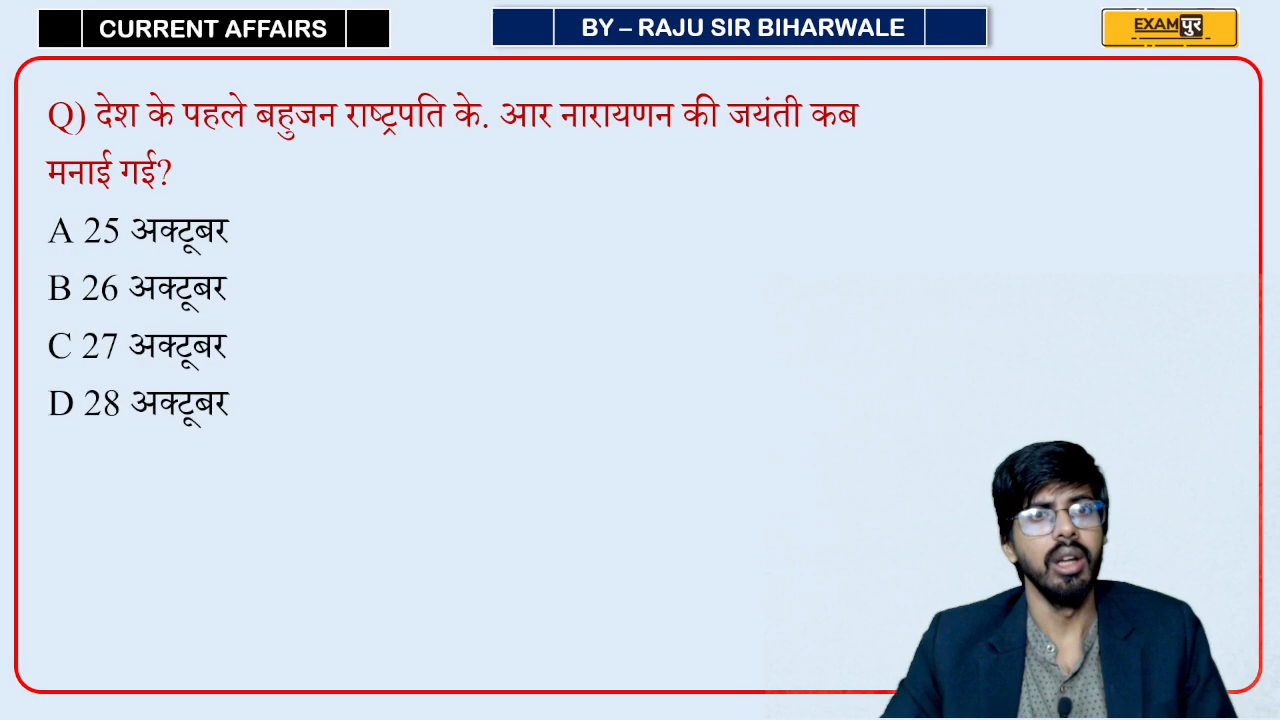 CURRENT AFFAIRS
BY – RAJU SIR BIHARWALE
EXAMपुर
Q) देश के पहले बहुजन राष्ट्रपति के. आर नारायणन की जयंती कब
मनाई गई?
A 25 अक्टूबर
B 26 अक्टूबर
C 27 अक्टूबर
D 28 अक्टूबर